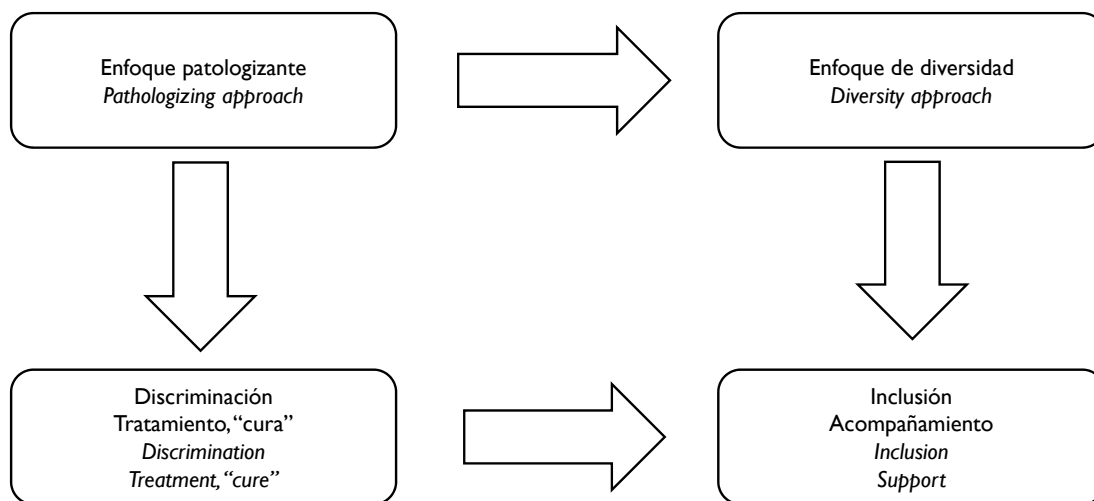 Enfoque patologizante
Pathologizing approach
Enfoque de diversidad
Diversity approach
Discriminación
Tratamiento, “cura”
Discrimination
Treatment, “cure”
Inclusión
Acompañamiento
Inclusion
Support